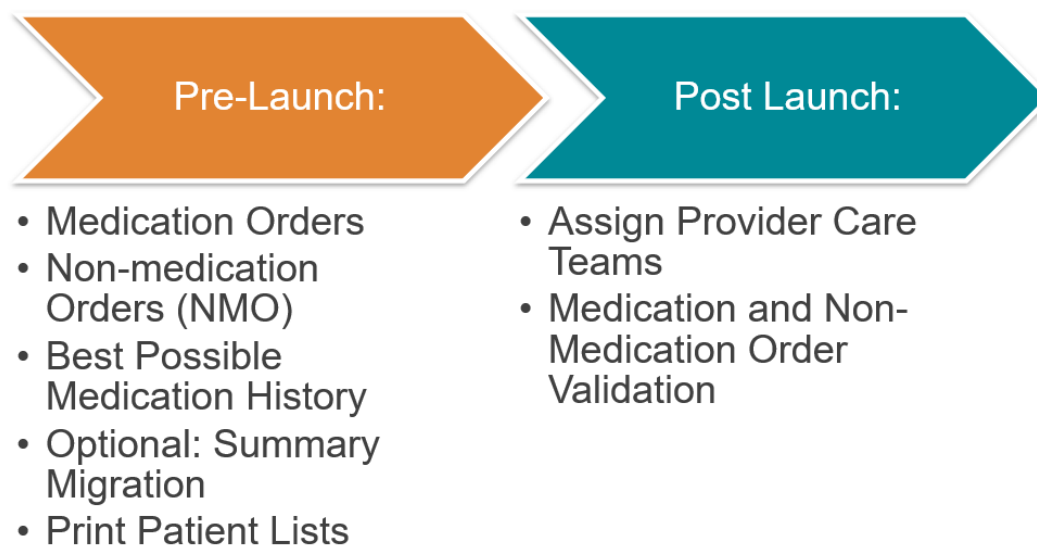 Pre-Launch:
• Medication Orders
• Non-medication
Orders (NMO)
• Best Possible
Medication History
• Optional: Summary
Migration
• Print Patient Lists
Post Launch:
• Assign Provider Care
Teams
• Medication and Non-
Medication Order
Validation